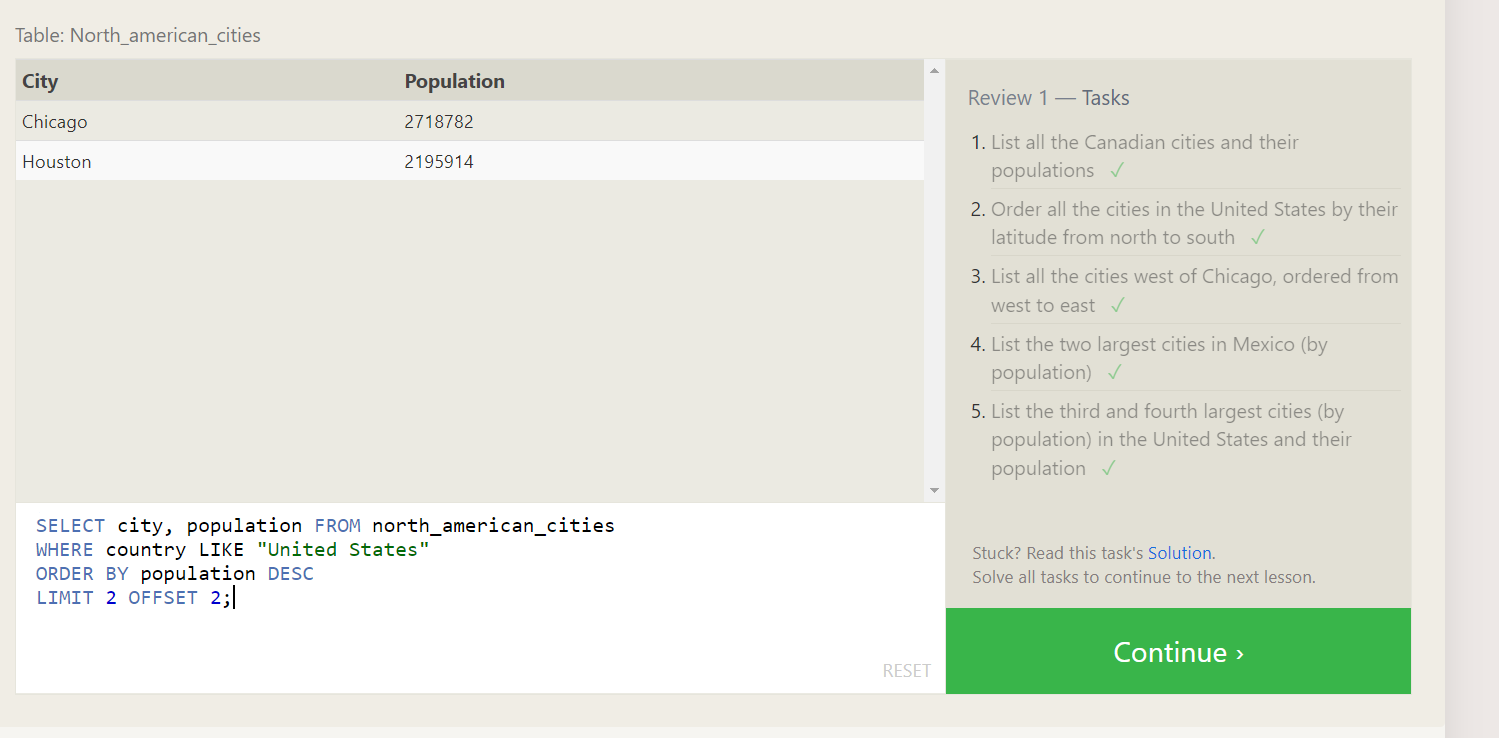 Table: North_american_cities
City Population
Chicago 2718782
Houston 2195914
SELECT city, population FROM north_american_cities
WHERE country LIKE "United States"
ORDER BY population DESC
LIMIT 2 OFFSET 2;
RESET
Review 1 — Tasks
1. List all the Canadian cities and their
populations ✓
2. Order all the cities in the United States by their
latitude from north to south ✓
3. List all the cities west of Chicago, ordered from
west to east ✓
4. List the two largest cities in Mexico (by
population) ✓
5. List the third and fourth largest cities (by
population) in the United States and their
population ✓
Stuck? Read this task's Solution.
Solve all tasks to continue to the next lesson.
Continue ›